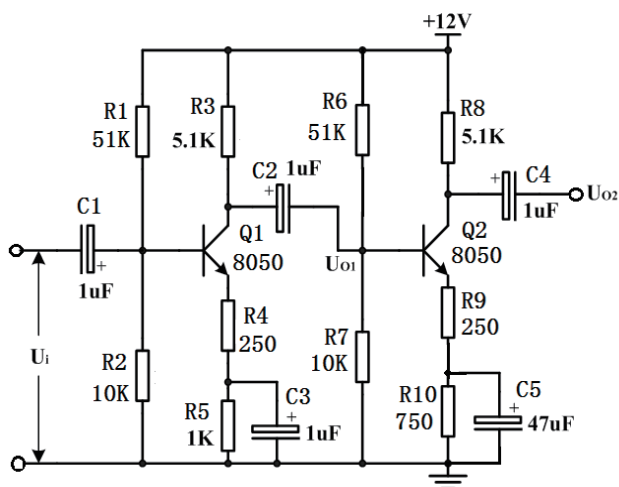 +12V
R1
51K
R3
5.1K
R6
51K
R8
5.1K
C2
1uF
C4
1uF
UO2
C1
1uF
Q1
8050
UO1
Q2
8050
Ui
R2
10K
R4
250
R7
10K
R9
250
R5
1K
C3
1uF
R10
750
C5
47uF